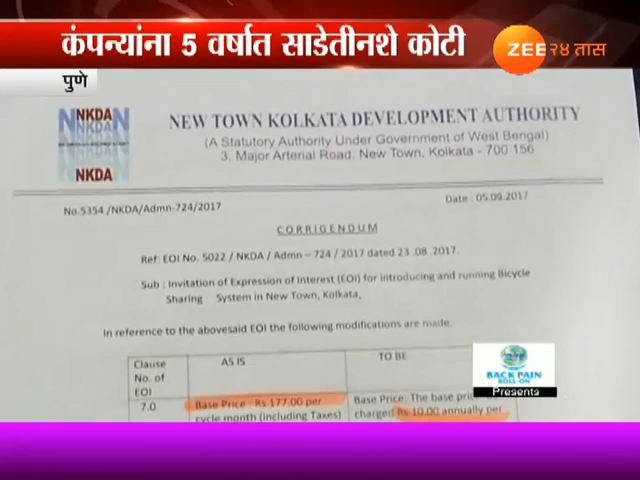 कंपन्यांना 5 वर्षात साडेतीनशे कोटी
ZEE २४ तास
पुणे
NKDA
NKDA
NKDA
NEW TOWN KOLKATA DEVELOPMENT AUTHORITY
(A Statutory Authority Under Government of West Bengal)
3, Major Arterial Road, New Town, Kolkata - 700 156
No.5354 /NKDA/Admn-724/2017
Date : 05.09.2017
CORRIGENDUM
Ref: EOI No. 5022 / NKDA / Admn – 724 / 2017 dated 23 .08 .2017.
Sub : Invitation of Expression of Interest (EOI) for introducing and running Bicycle
Sharing System in New Town, Kolkata,
In reference to the abovesaid EOI the following modifications are made.
Clause No. of EOI
AS IS
TO BE
7.0
Base Price : Rs 177.00 per
cycle month (including Taxes)
Base Price: The base price
charged Rs 10.00 annually per
BACK PAIN
ROLL-ON
Presents